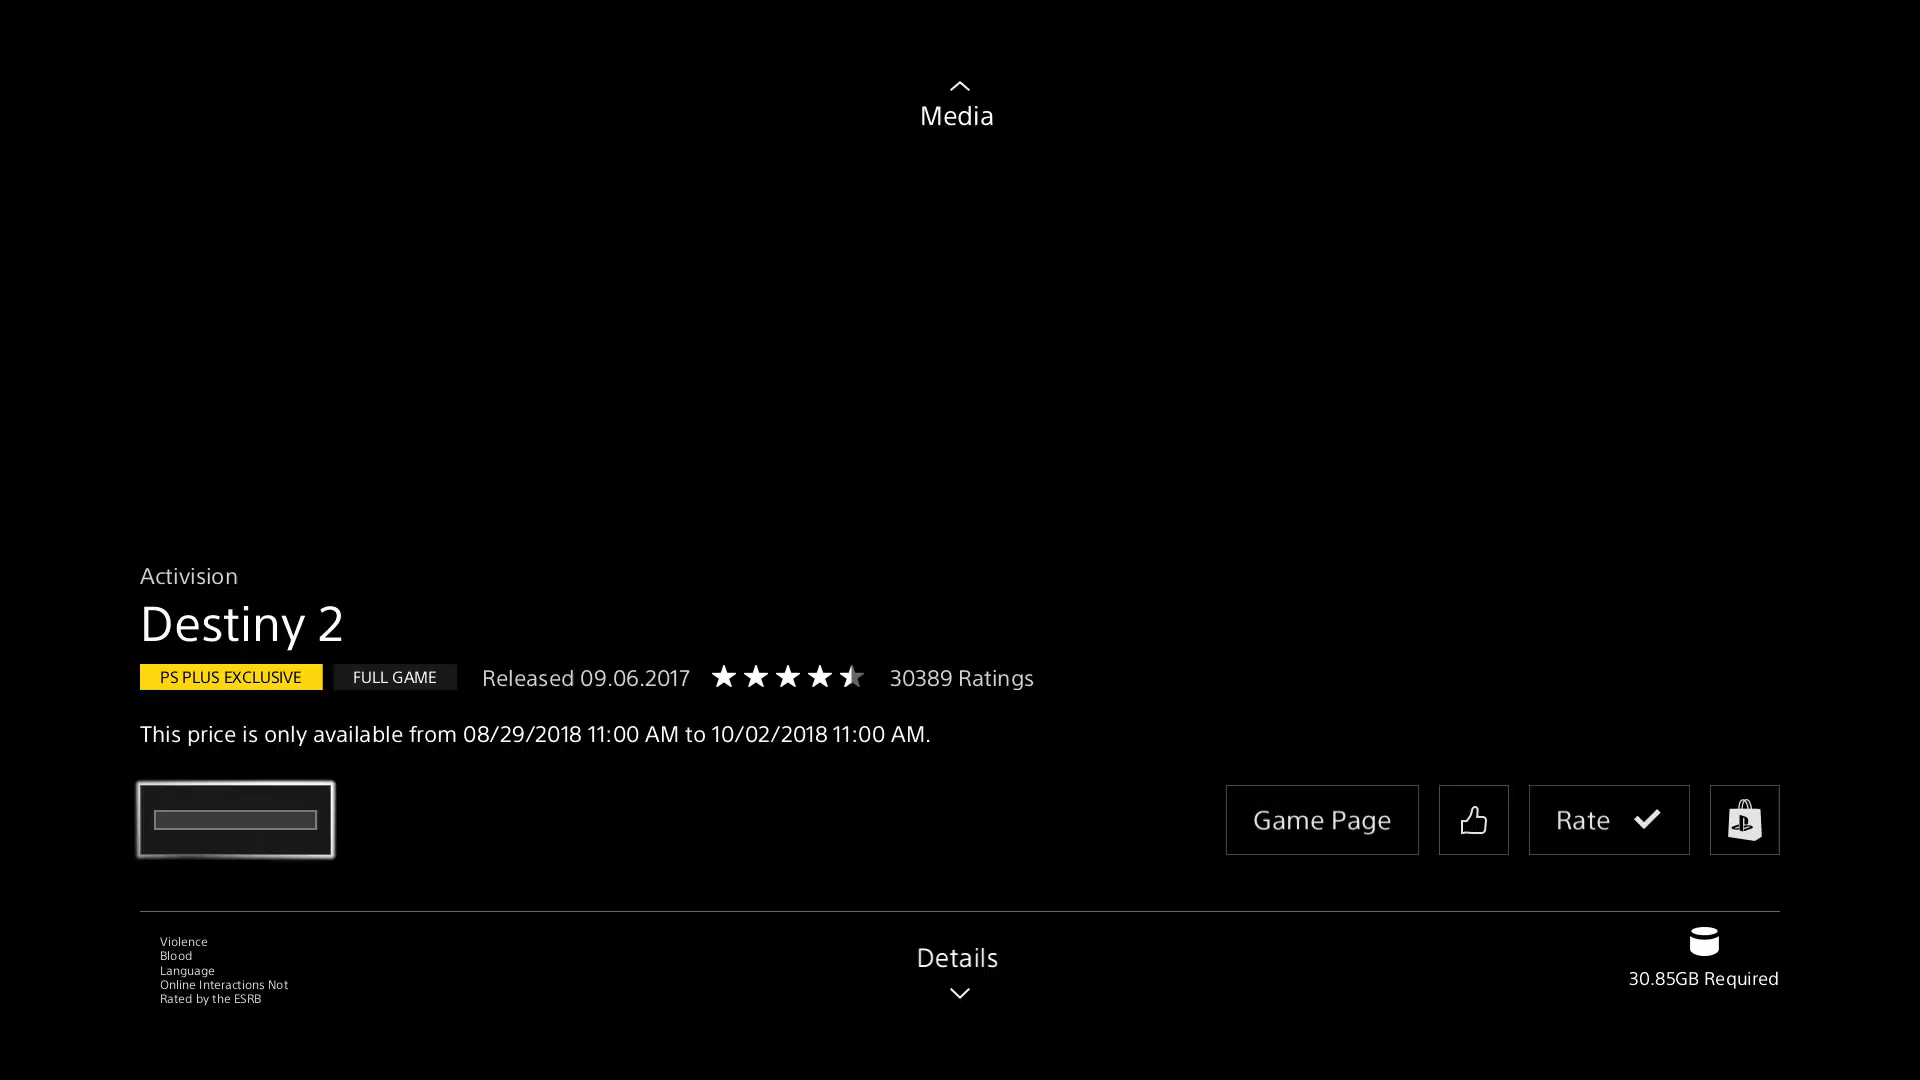 Media
Activision
Destiny 2
PS PLUS EXCLUSIVE FULL GAME Released 09.06.2017 30389 Ratings
This price is only available from 08/29/2018 11:00 AM to 10/02/2018 11:00 AM.
Game Page Rate
Violence
Blood
Language
Online Interactions Not
Rated by the ESRB
Details
30.85GB Required